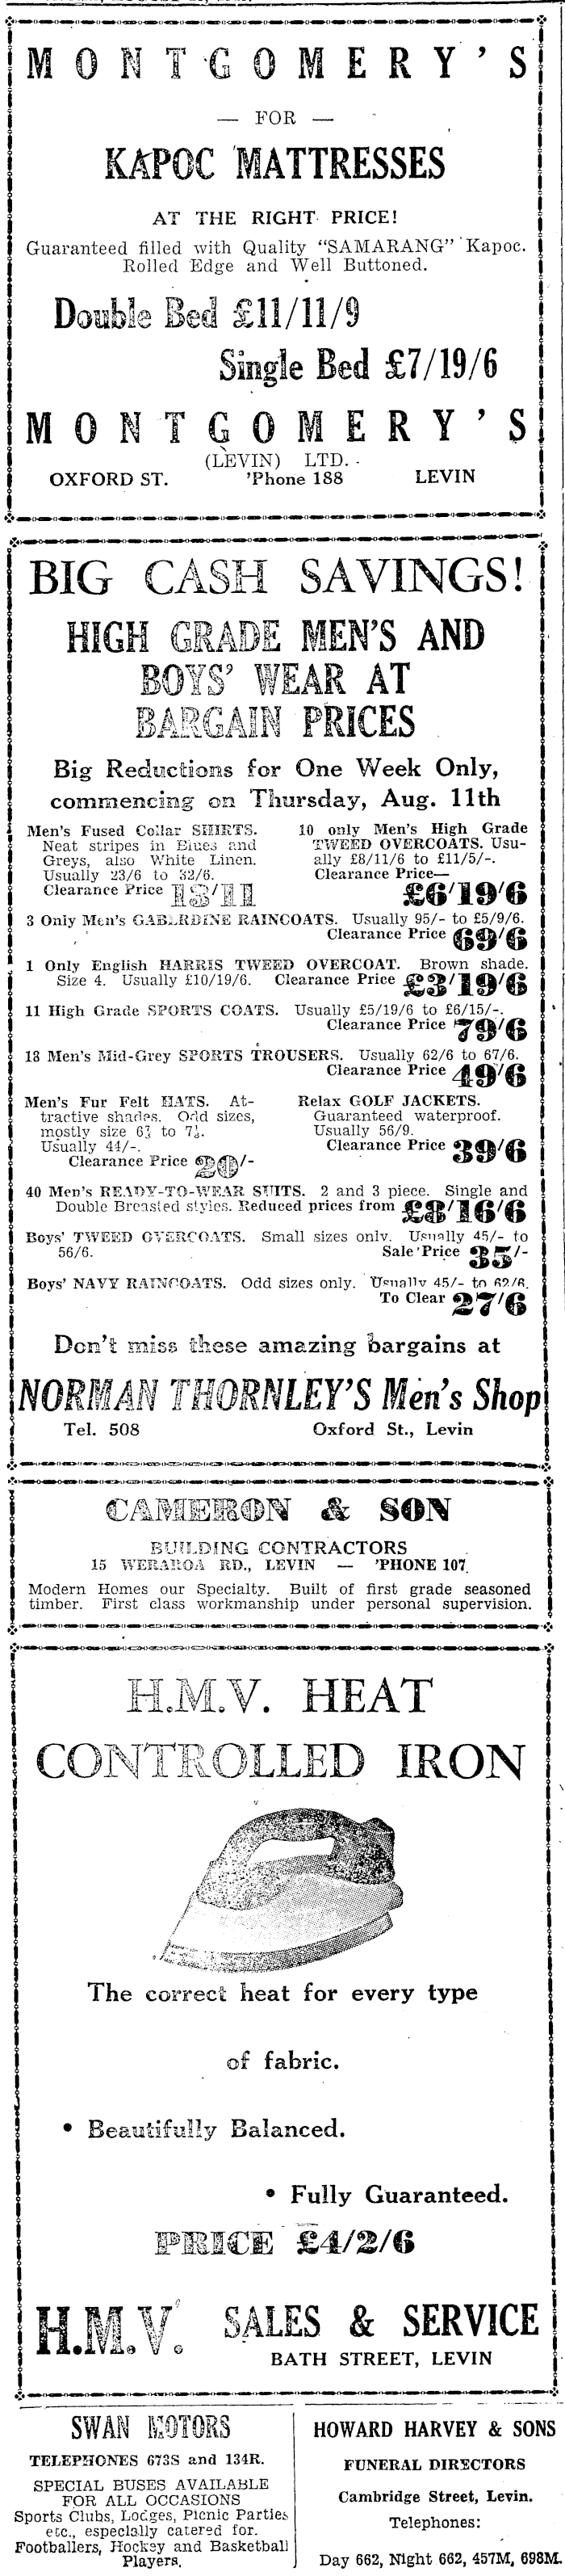 MONTGOMERY'S
— FOR —
KAPOC MATTRESSES
AT THE RIGHT PRICE!
Guaranteed filled with Quality "SAMARANG" Kapoc.
Rolled Edge and Well Buttoned.
Double Bed £11/11/9
Single Bed £7/19/6
MONTGOMERY'S
(LEVIN) LTD.
OXFORD ST. 'Phone 188 LEVIN
BIG CASH SAVINGS!
HIGH GRADE MEN'S AND
BOYS' WEAR AT
BARGAIN PRICES
Big Reductions for One Week Only,
commencing on Thursday, Aug. 11th
Men's Fused Collar SHIRTS.
Neat stripes in Blues and
Greys, also White Linen.
Usually 23/6 to 32/6.
Clearance Price 13/11
10 only Men's High Grade
TWEED OVERCOATS. Usu-
ally £8/11/6 to £11/5/-.
Clearance Price—
£6/19/6
3 Only Men's GABERDINE RAINCOATS. Usually 95/- to £5/9/6.
Clearance Price 69/6
1 Only English HARRIS TWEED OVERCOAT. Brown shade.
Size 4. Usually £10/19/6. Clearance Price £3/19/6
11 High Grade SPORTS COATS. Usually £5/19/6 to £6/15/-.
Clearance Price 79/6
18 Men's Mid-Grey SPORTS TROUSERS. Usually 62/6 to 67/6.
Clearance Price 49/6
Men's Fur Felt HATS. At-
tractive shades. Odd sizes,
mostly size to
Usually 44/-.
Clearance Price 20/-
Relax GOLF JACKETS.
Guaranteed waterproof.
Usually 56/9.
Clearance Price 39/6
40 Men's READY-TO-WEAR SUITS. 2 and 3 piece. Single and
Double Breasted styles. Reduced prices from £8/16/6
Boys' TWEED OVERCOATS. Small sizes only. Usually 45/- to
56/6. Sale Price 35/-
Boys' NAVY RAINCOATS. Odd sizes only. Usually 45/- to 62/6.
To Clear 27/6
Don't miss these amazing bargains at
NORMAN THORNLEY'S Men's Shop
Tel. 508 Oxford St., Levin
CAMERON & SON
BUILDING CONTRACTORS
15 WERAROA RD., LEVIN — 'PHONE 107.
Modern Homes our Specialty. Built of first grade seasoned
timber. First class workmanship under personal supervision.
H.M.V. HEAT
CONTROLLED IRON
The correct heat for every type
of fabric.
• Beautifully Balanced.
• Fully Guaranteed.
PRICE £4/2/6
H.M.V. SALES & SERVICE
BATH STREET, LEVIN
SWAN MOTORS
TELEPHONES 673S and 134R.
SPECIAL BUSES AVAILABLE
FOR ALL OCCASIONS
Sports Clubs, Lodges, Picnic Parties
etc., especially catered for.
Footballers, Hockey and Basketball
Players.
HOWARD HARVEY & SONS
FUNERAL DIRECTORS
Cambridge Street, Levin.
Telephones:
Day 662, Night 662, 457M, 698M.